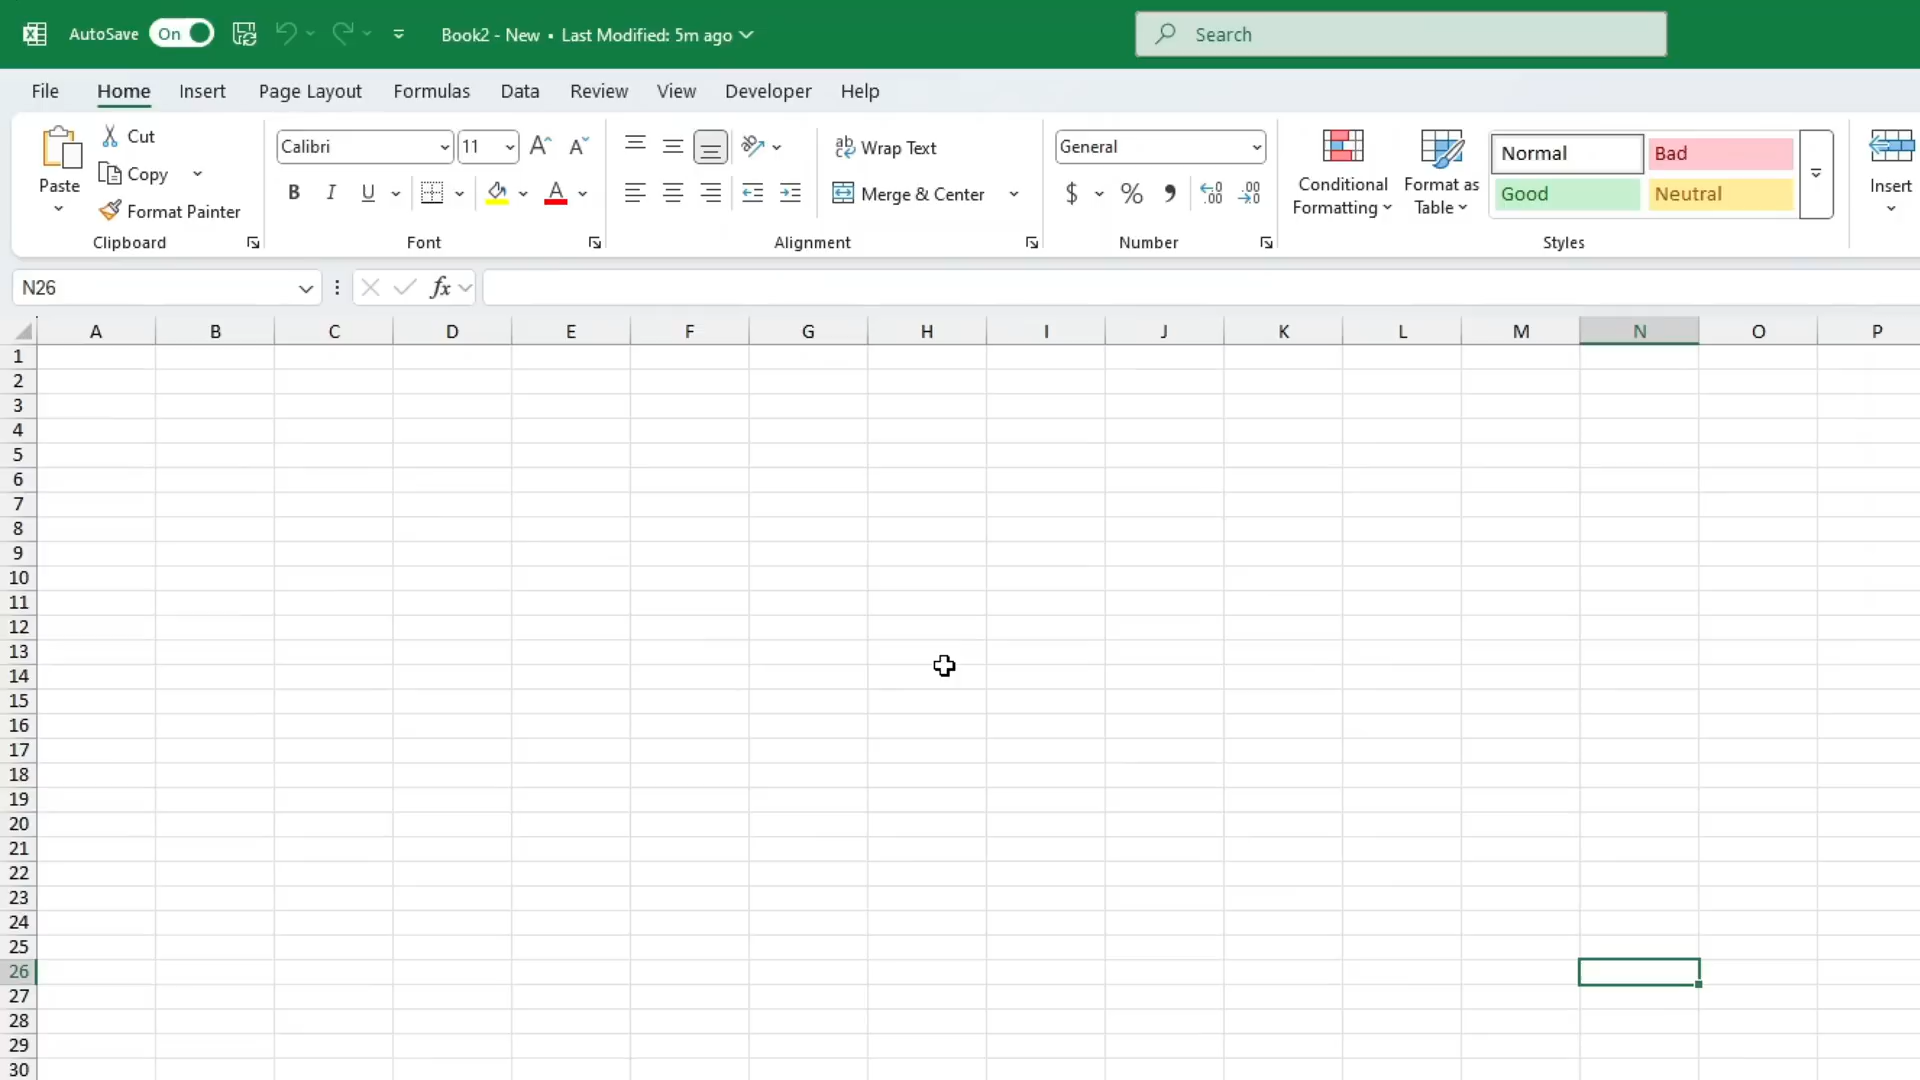 AutoSave On Book2 - New • Last Modified: 5m ago Search
File Home Insert Page Layout Formulas Data Review View Developer Help
Paste
Cut
Copy
Format Painter
Clipboard
Calibri 11
B I U A
Font
Wrap Text
Merge & Center
Alignment
General
$ % , .00 .00
Number
Conditional Formatting
Format as Table
Normal Bad
Good Neutral
Styles
Insert
N26 fx
A B C D E F G H I J K L M N O P
1
2
3
4
5
6
7
8
9
10
11
12
13
14
15
16
17
18
19
20
21
22
23
24
25
26
27
28
29
30